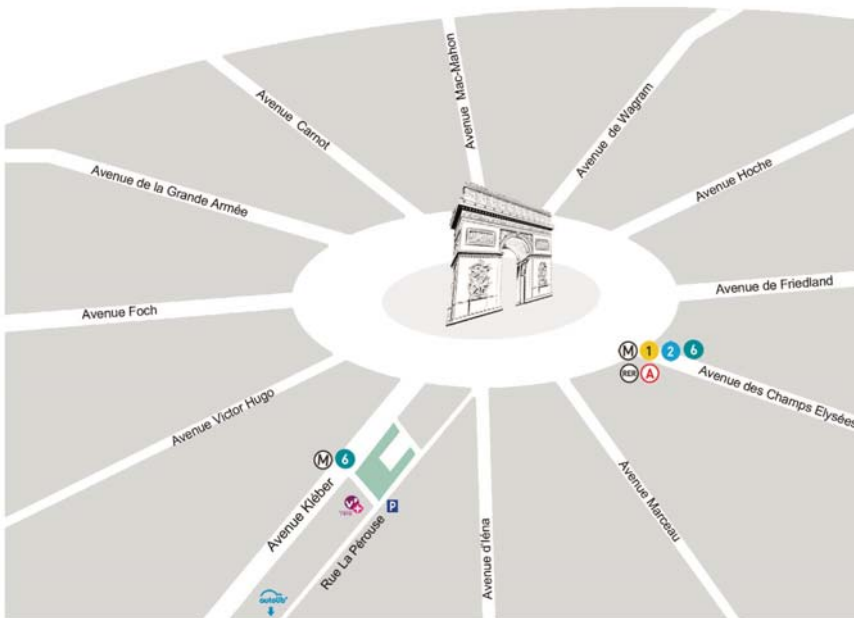 Avenue Mac-Mahon
Avenue Carnot
Avenue de Wagram
Avenue Hoche
Avenue de la Grande Armée
Avenue de Friedland
Avenue Foch
M 1 2 6
RER A
Avenue des Champs Elysées
Avenue Victor Hugo
M 6
Avenue Kléber
P
Rue La Pérouse
Avenue d'Iéna
Avenue Marceau